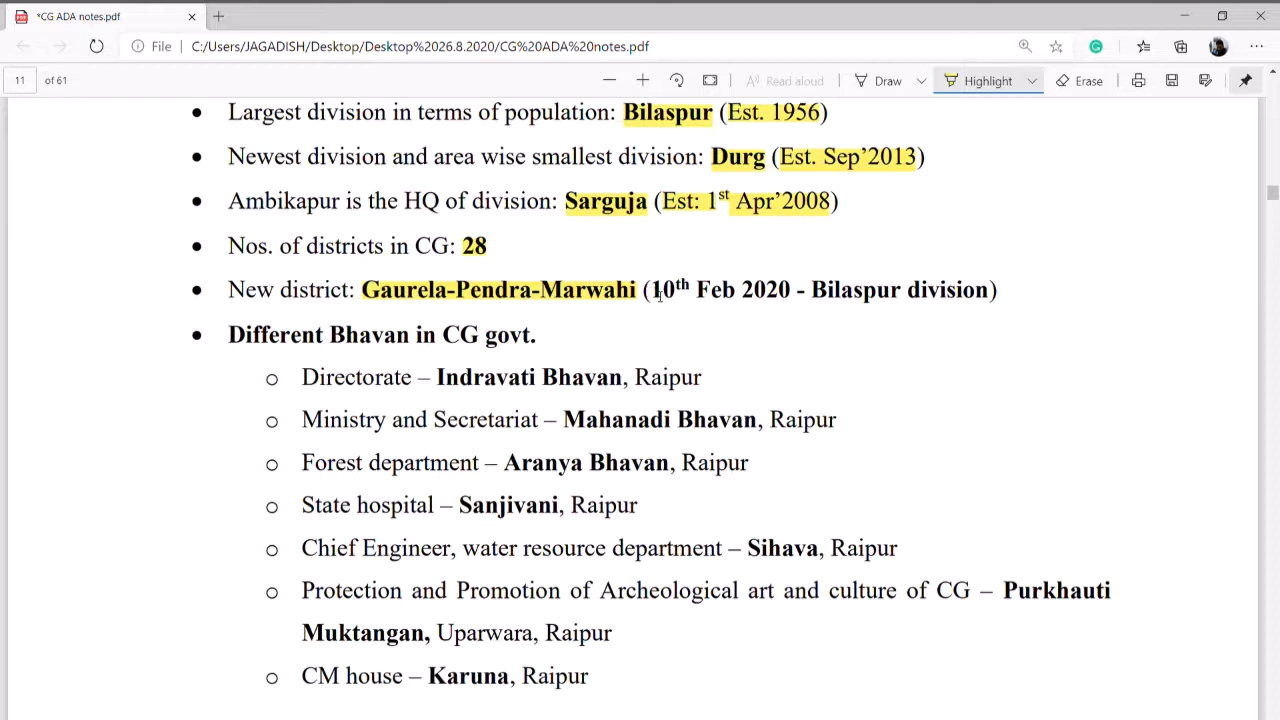 *CG ADA notes.pdf
File | C:/Users/JAGADISH/Desktop/Desktop%2026.8.2020/CG%20ADA%20notes.pdf
11 of 61 Read aloud Draw Highlight Erase
• Largest division in terms of population: Bilaspur (Est. 1956)
• Newest division and area wise smallest division: Durg (Est. Sep’2013)
• Ambikapur is the HQ of division: Sarguja (Est: 1st Apr’2008)
• Nos. of districts in CG: 28
• New district: Gaurela-Pendra-Marwahi (10th Feb 2020 - Bilaspur division)
• Different Bhavan in CG govt.
o Directorate – Indravati Bhavan, Raipur
o Ministry and Secretariat – Mahanadi Bhavan, Raipur
o Forest department – Aranya Bhavan, Raipur
o State hospital – Sanjivani, Raipur
o Chief Engineer, water resource department – Sihava, Raipur
o Protection and Promotion of Archeological art and culture of CG – Purkhauti
Muktangan, Uparwara, Raipur
o CM house – Karuna, Raipur